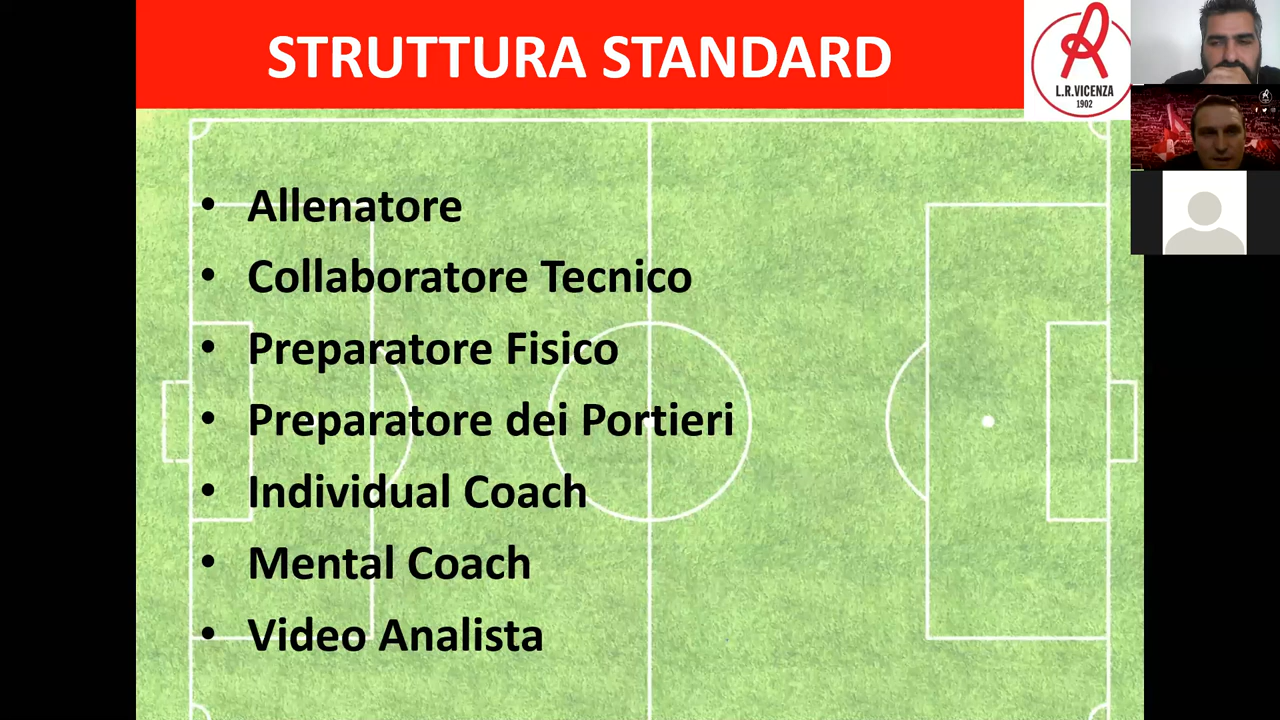 STRUTTURA STANDARD
L.R.VICENZA
1902
• Allenatore
• Collaboratore Tecnico
• Preparatore Fisico
• Preparatore dei Portieri
• Individual Coach
• Mental Coach
• Video Analista